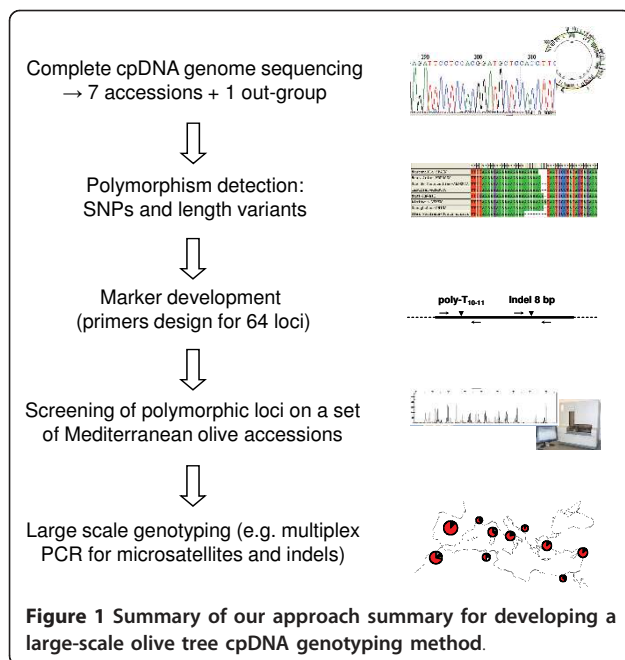 Complete cpDNA genome sequencing
→ 7 accessions + 1 out-group
Polymorphism detection:
SNPs and length variants
Marker development
(primers design for 64 loci)
poly-T10-11
Indel 8 bp
Screening of polymorphic loci on a set
of Mediterranean olive accessions
Large scale genotyping (e.g. multiplex
PCR for microsatellites and indels)
Figure 1 Summary of our approach summary for developing a
large-scale olive tree cpDNA genotyping method.